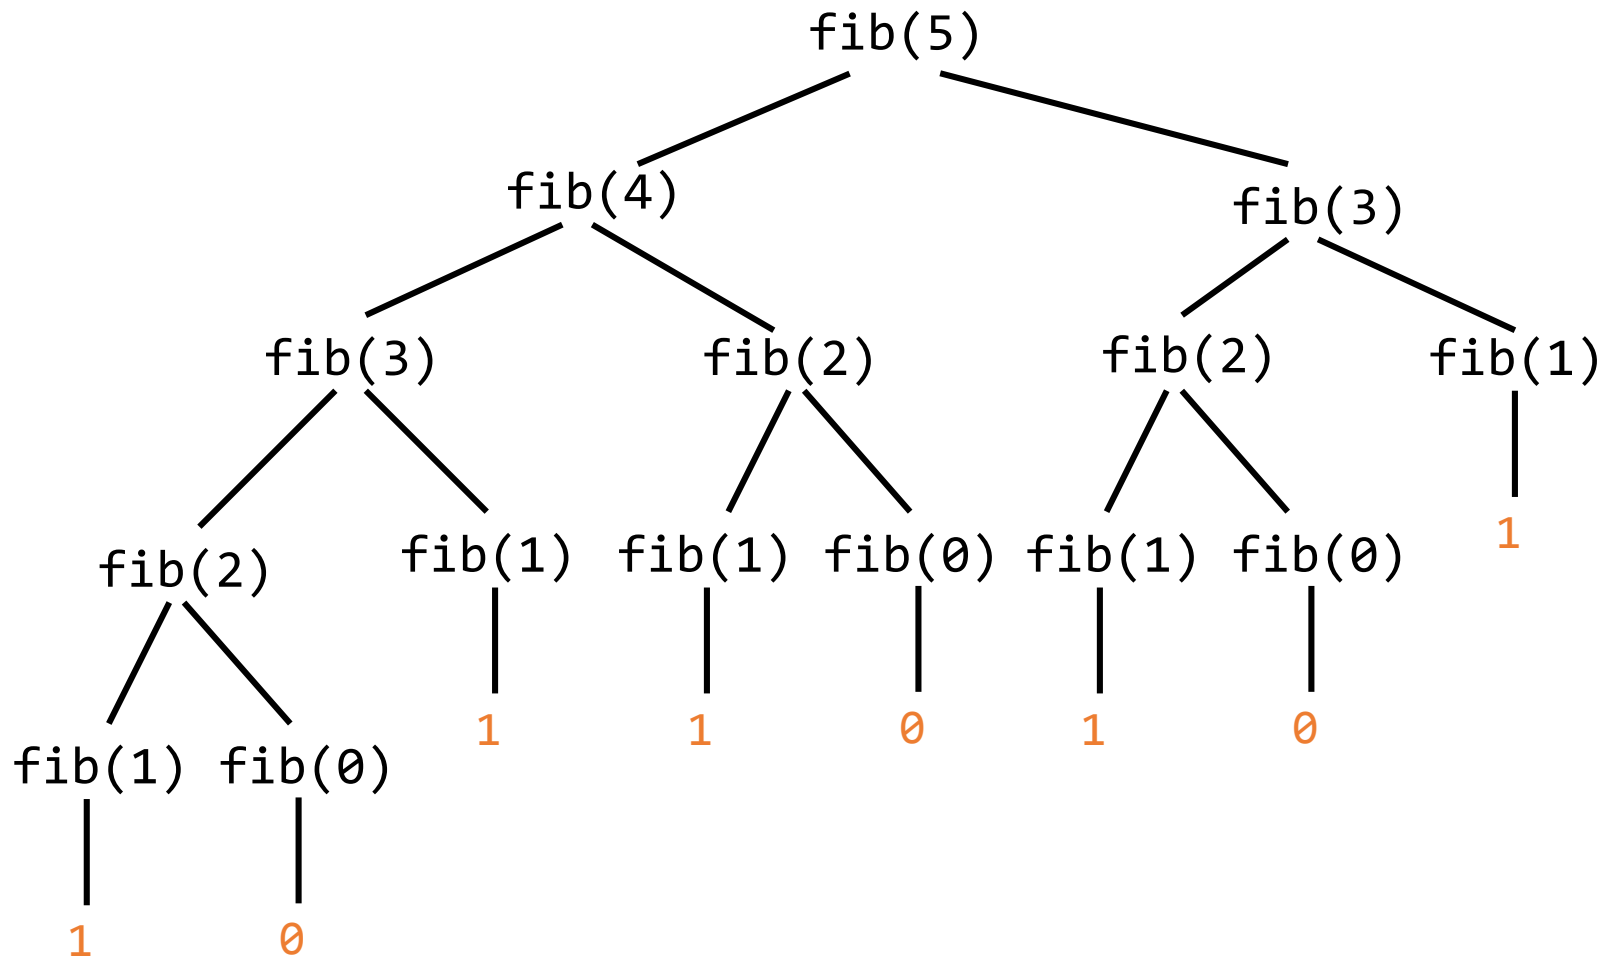 fib(5)
fib(4) fib(3)
fib(3) fib(2) fib(2) fib(1)
fib(2) fib(1) fib(1) fib(0) fib(1) fib(0) 1
fib(1) fib(0) 1 1 0 1 0
1 0